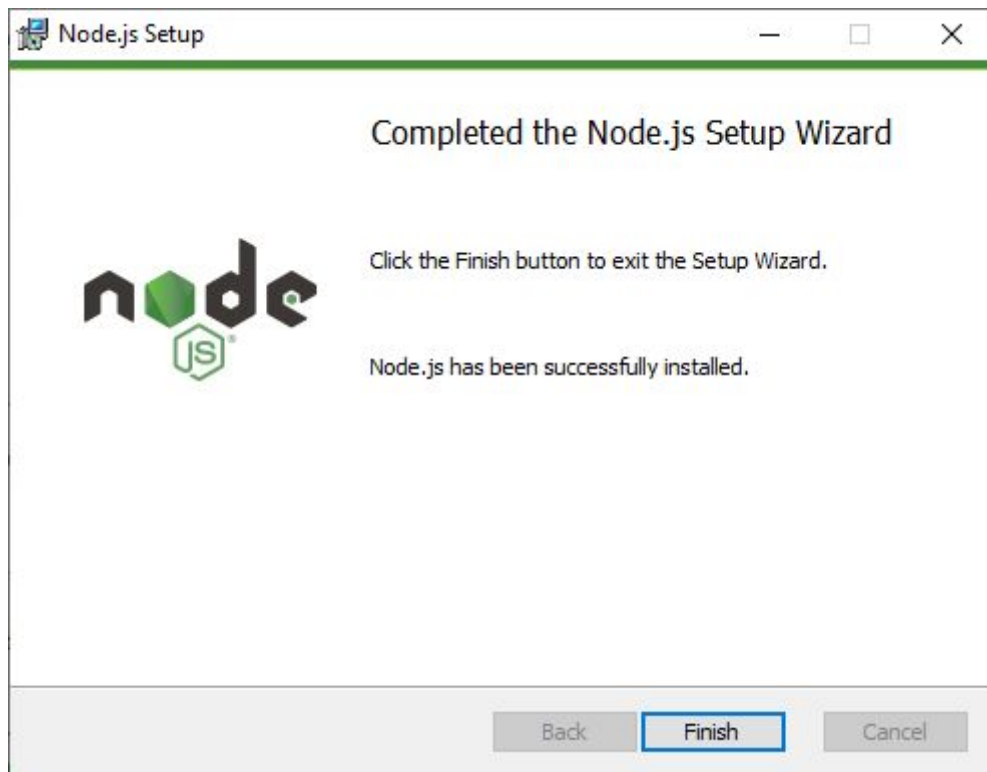 Node.js Setup
Completed the Node.js Setup Wizard
Click the Finish button to exit the Setup Wizard.
node
JS®
Node.js has been successfully installed.
Back
Finish
Cancel